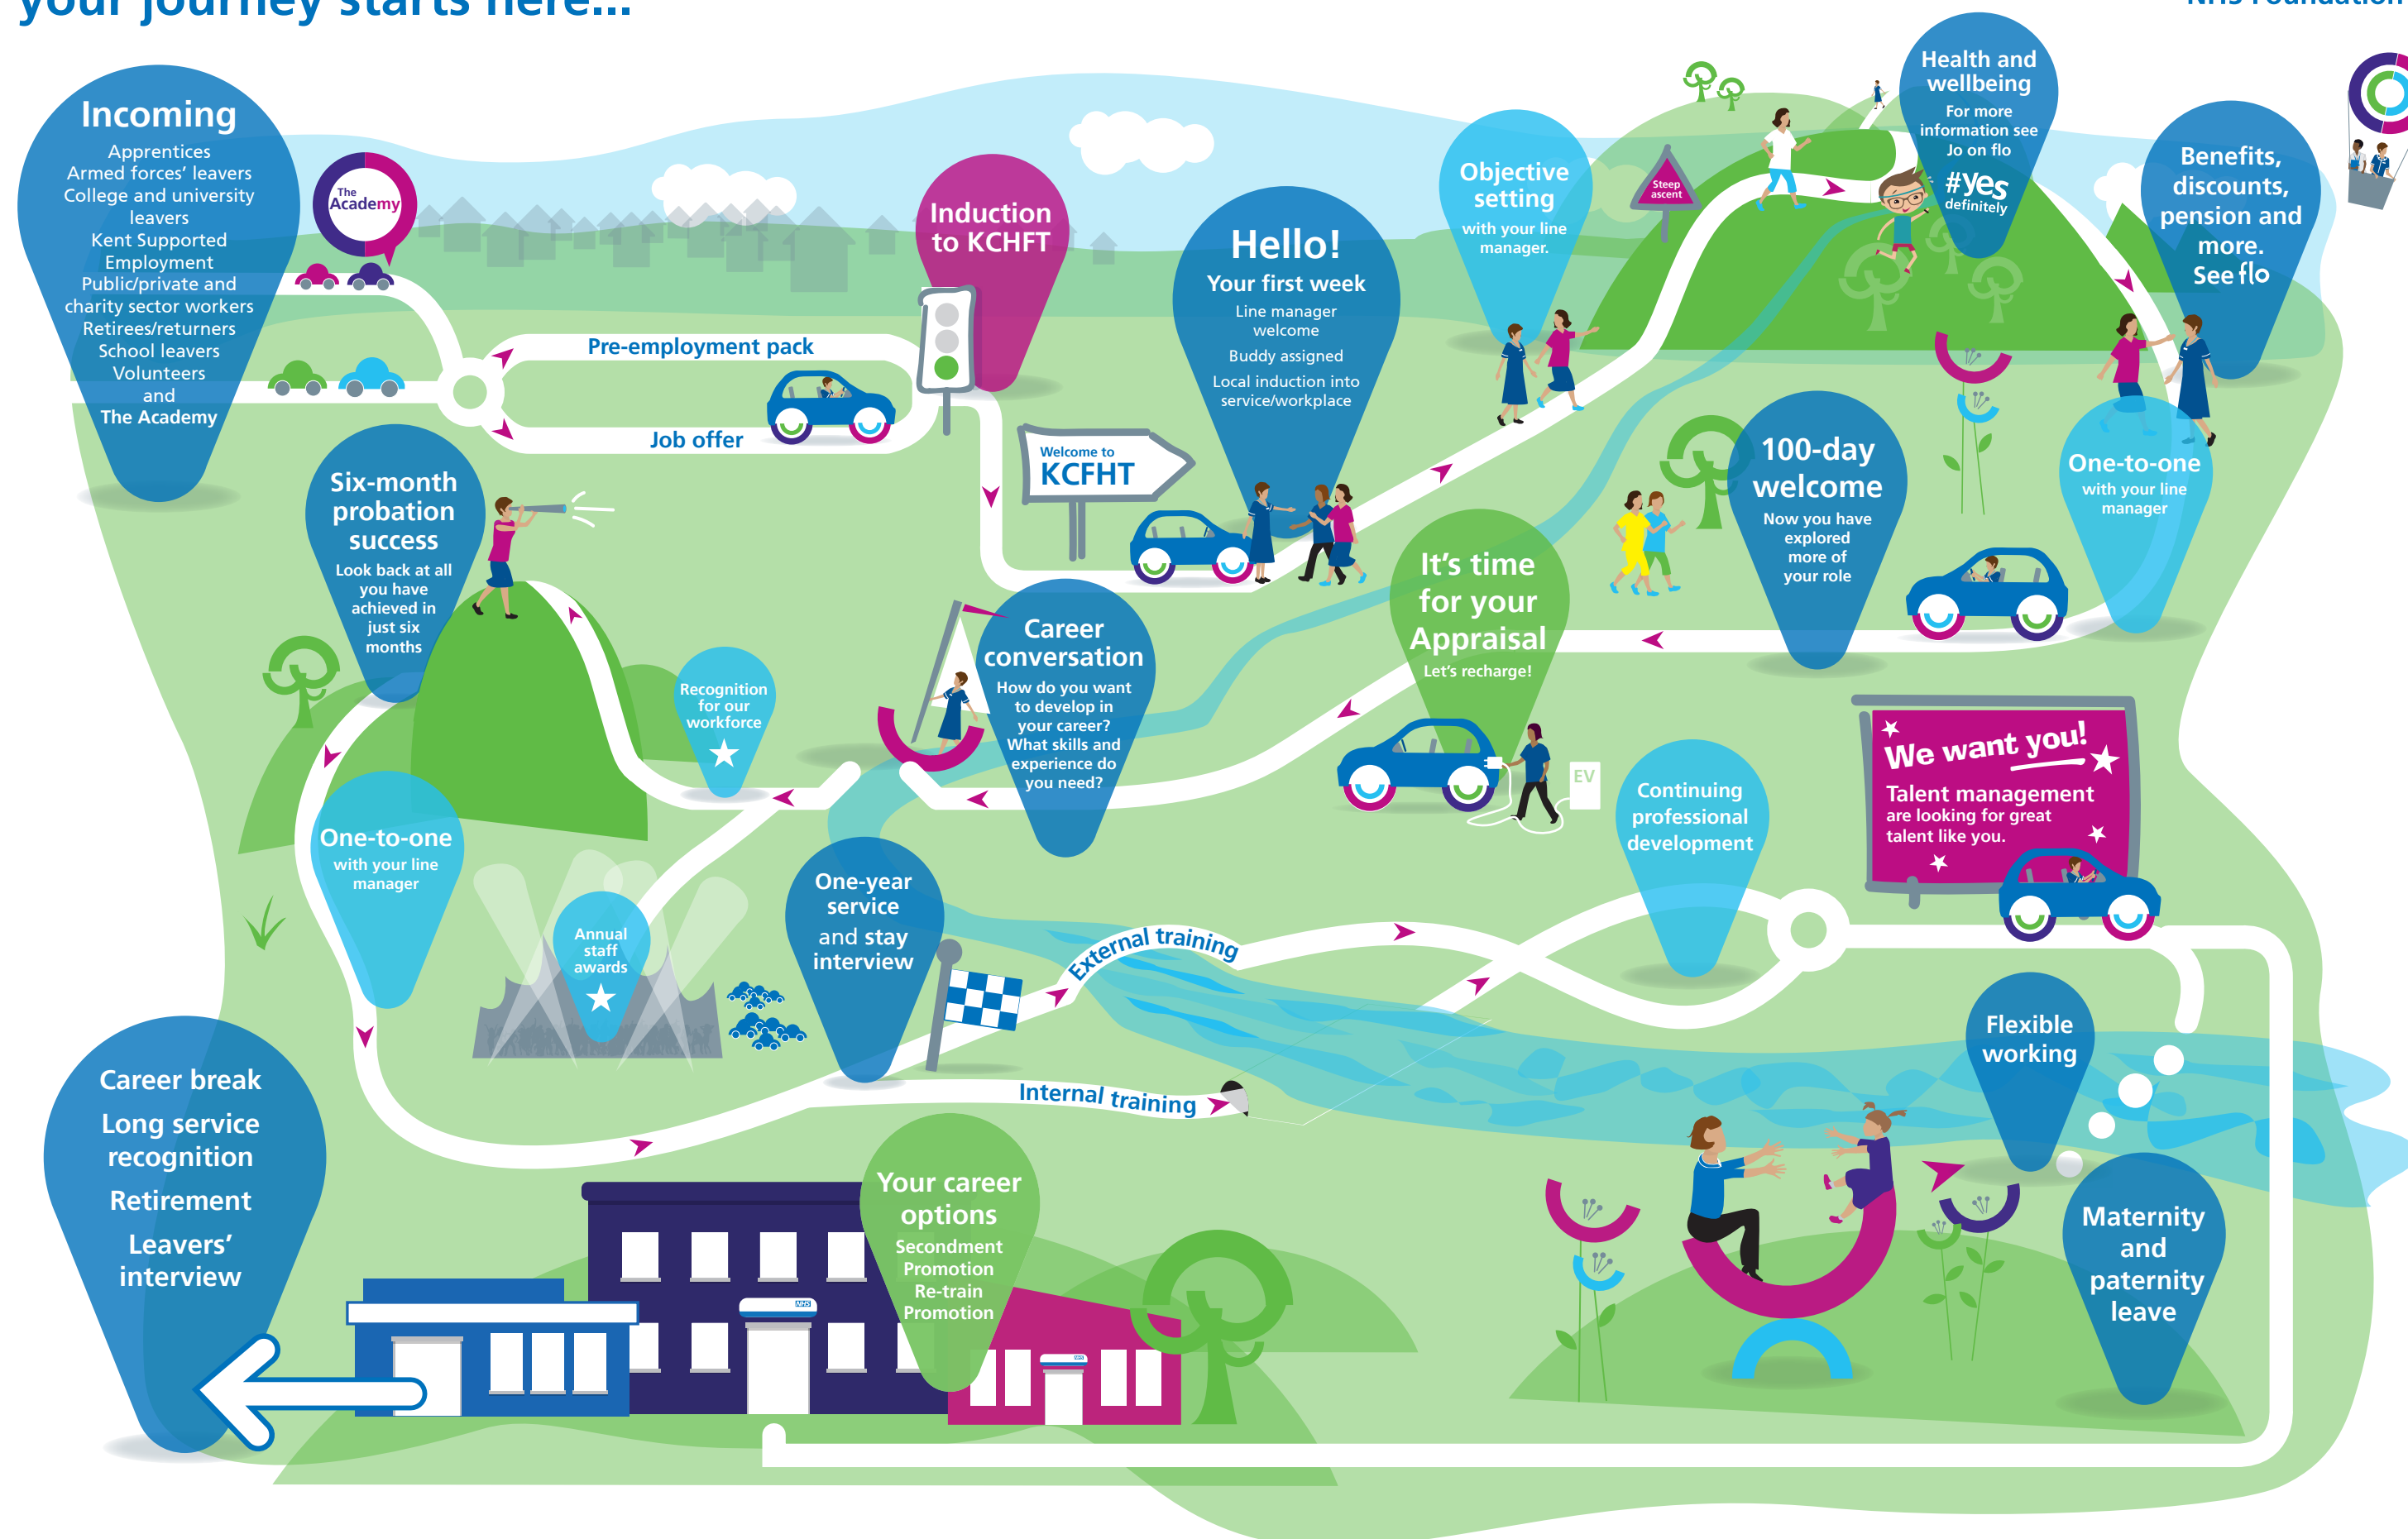 your journey starts here...
NHS Foundation
Incoming
Apprentices
Armed forces' leavers
College and university
leavers
Kent Supported
Employment
Public/private and
charity sector workers
Retirees/returners
School leavers
Volunteers
and
The Academy
The
Academy
Pre-employment pack
Job offer
Induction
to KCHFT
Welcome to
KCFHT
Hello!
Your first week
Line manager
welcome
Buddy assigned
Local induction into
service/workplace
Objective
setting
with your line
manager.
Steep
ascent
Health and
wellbeing
For more
information see
Jo on flo
#yes
definitely
Benefits,
discounts,
pension and
more.
See flo
One-to-one
with your line
manager
100-day
welcome
Now you have
explored
more of
your role
It's time
for your
Appraisal
Let's recharge!
EV
Career
conversation
How do you want
to develop in
your career?
What skills and
experience do
you need?
Recognition
for our
workforce
Six-month
probation
success
Look back at all
you have
achieved in
just six
months
One-to-one
with your line
manager
Annual
staff
awards
One-year
service
and stay
interview
External training
Internal training
Continuing
professional
development
We want you!
Talent management
are looking for great
talent like you.
Flexible
working
Maternity
and
paternity
leave
Your career
options
Secondment
Promotion
Re-train
Promotion
NHS
Career break
Long service
recognition
Retirement
Leavers'
interview